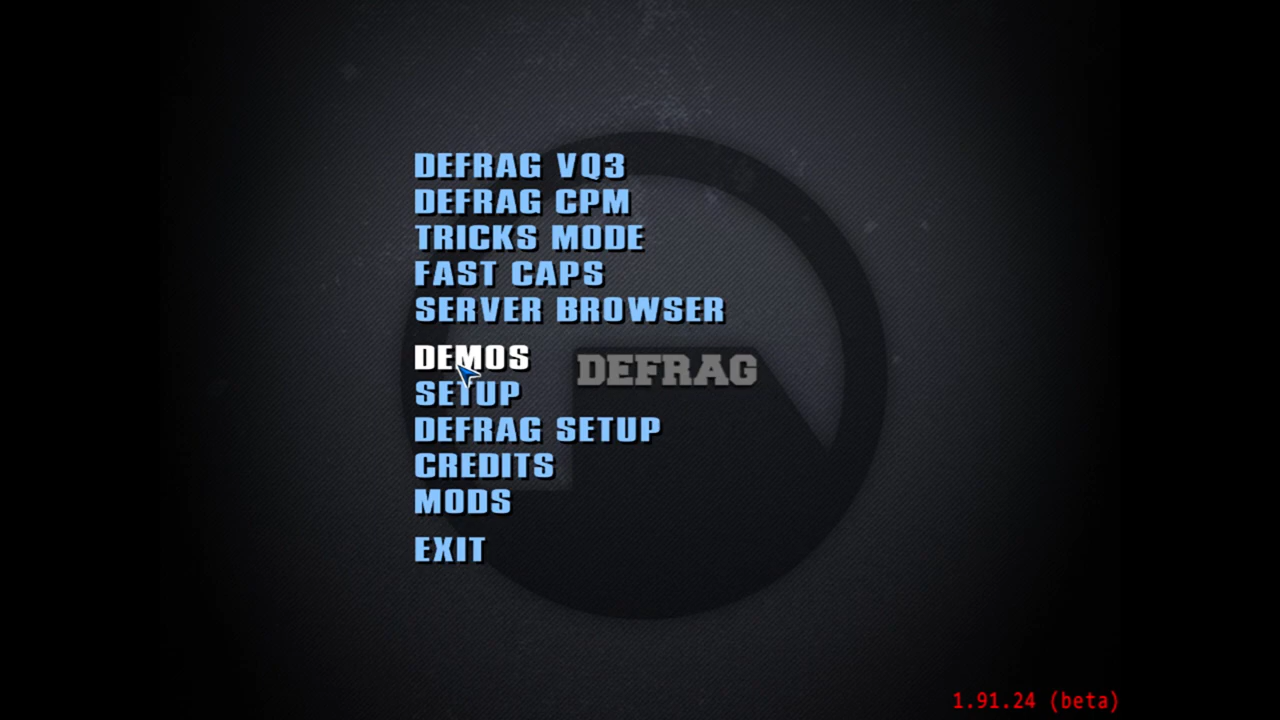 DEFRAG VQ3
DEFRAG CPM
TRICKS MODE
FAST CAPS
SERVER BROWSER
DEMOS
DEFRAG
SETUP
DEFRAG SETUP
CREDITS
MODS
EXIT
1.91.24 (beta)